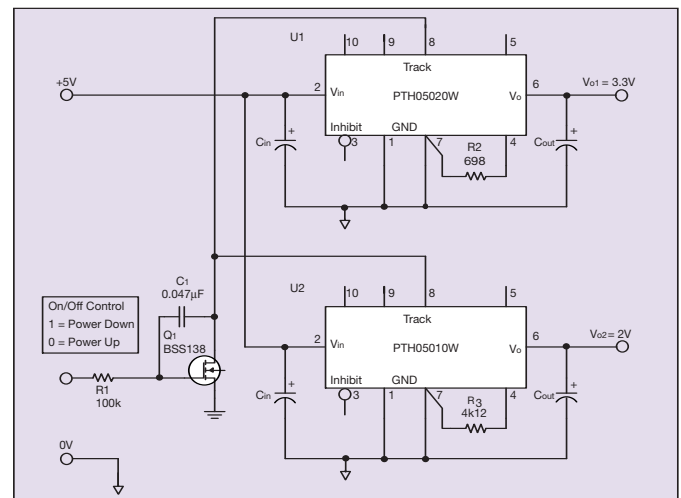 U1
10 9 8 5
Track
+5V
2 Vin PTH05020W Vo 6
Vo1 = 3.3V
Inhibit GND
3 1 7 4
R2
698
Cin +
Cout +
C1
0.047µF
U2
10 9 8 5
Track
On/Off Control
1 = Power Down
0 = Power Up
Q1
BSS138
2 Vin PTH05010W Vo 6
Vo2 = 2V
Inhibit GND
3 1 7 4
R3
4k12
R1
100k
Cin +
Cout +
0V